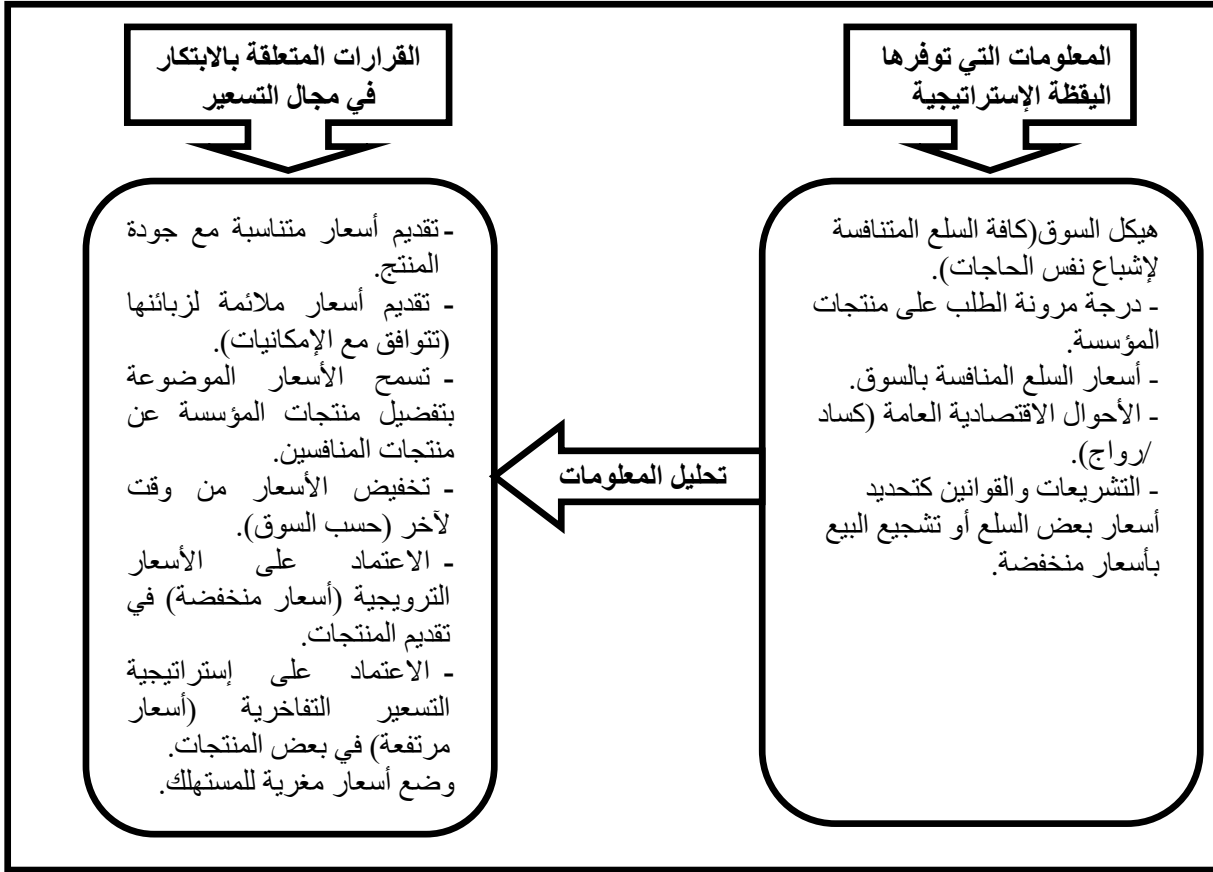 المعلومات التي توفرها
اليقظة الإستراتيجية
هيكل السوق(كافة السلع المتنافسة
لإشباع نفس الحاجات).
- درجة مرونة الطلب على منتجات
المؤسسة.
- أسعار السلع المنافسة بالسوق.
- الأحوال الاقتصادية العامة (كساد
/رواج).
- التشريعات والقوانين كتحديد
أسعار بعض السلع أو تشجيع البيع
بأسعار منخفضة.
تحليل المعلومات
القرارات المتعلقة بالابتكار
في مجال التسعير
- تقديم أسعار متناسبة مع جودة
المنتج.
- تقديم أسعار ملائمة لزبائنها
(تتوافق مع الإمكانيات).
- تسمح الأسعار الموضوعة
بتفضيل منتجات المؤسسة عن
منتجات المنافسين.
- تخفيض الأسعار من وقت
لآخر (حسب السوق).
- الاعتماد على الأسعار
الترويجية (أسعار منخفضة) في
تقديم المنتجات.
- الاعتماد على إستراتيجية
التسعير التفاخرية (أسعار
مرتفعة) في بعض المنتجات.
وضع أسعار مغرية للمستهلك.